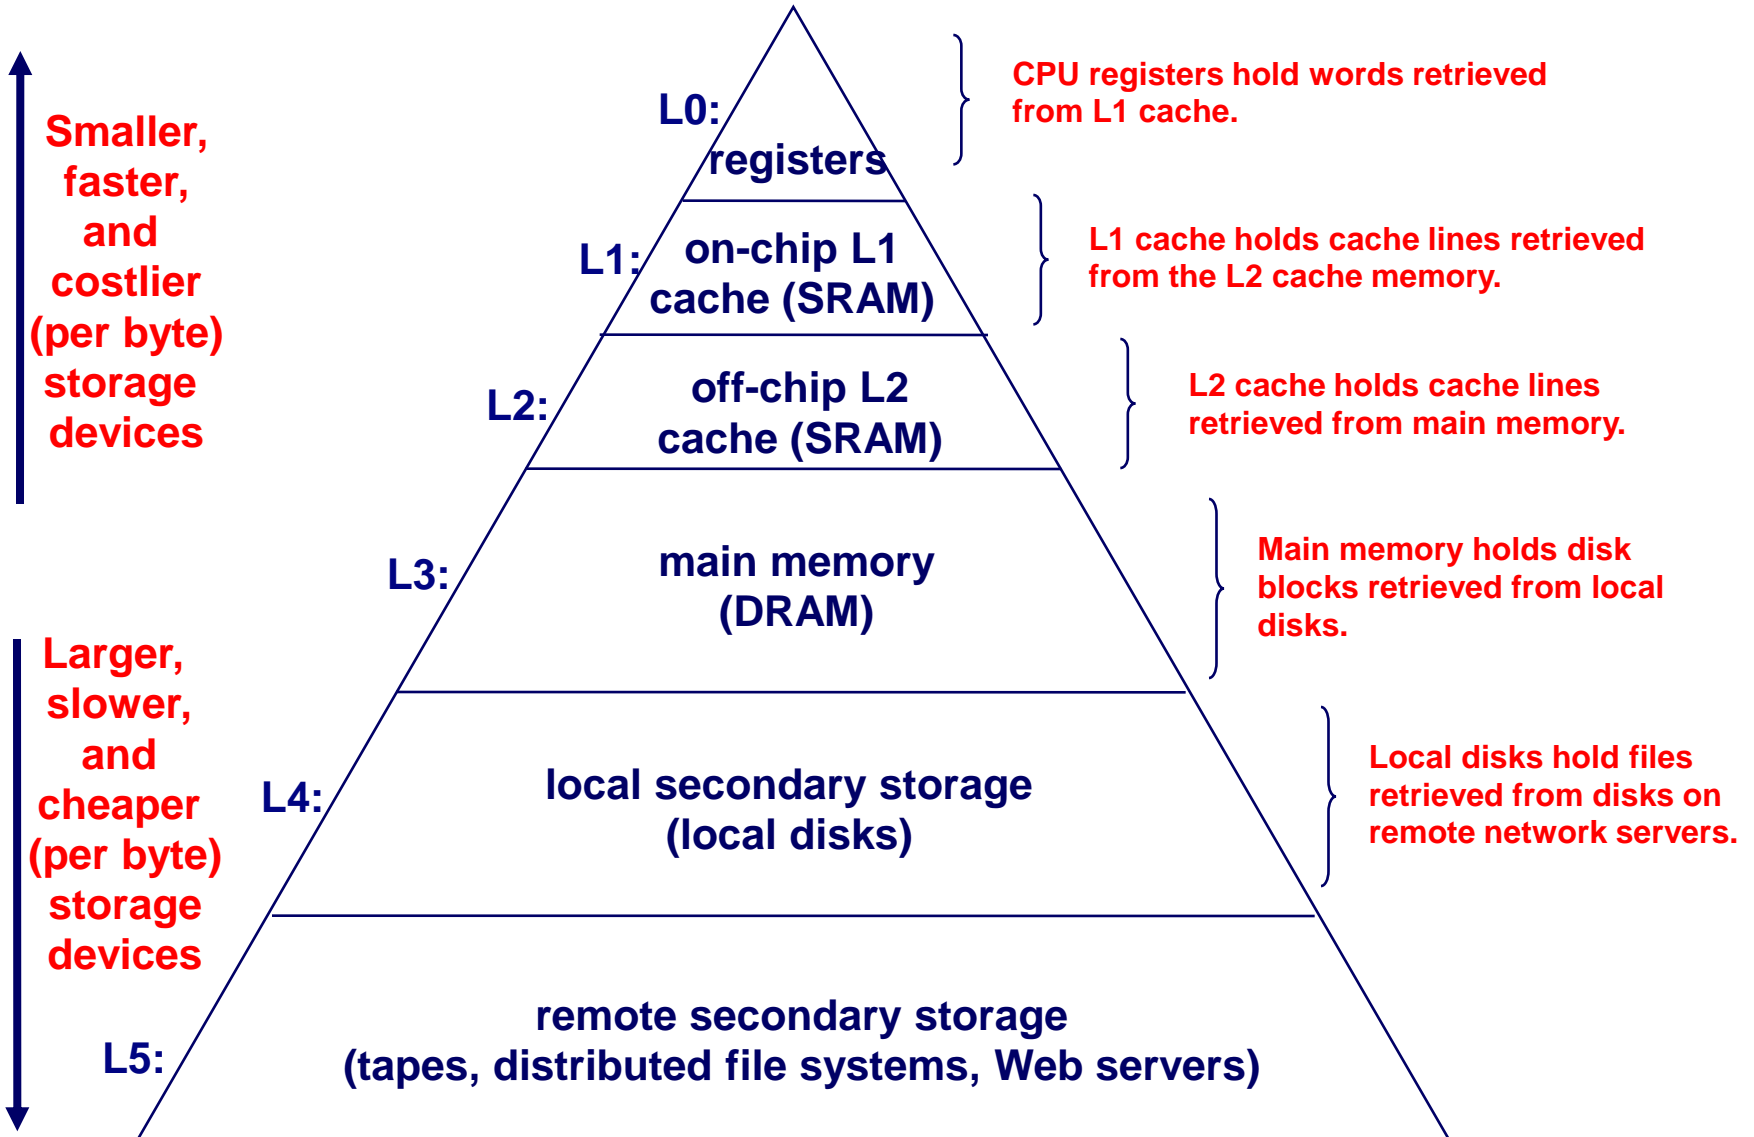 Smaller,
faster,
and
costlier
(per byte)
storage
devices
Larger,
slower,
and
cheaper
(per byte)
storage
devices
L0:
registers
CPU registers hold words retrieved
from L1 cache.
L1:
on-chip L1
cache (SRAM)
L1 cache holds cache lines retrieved
from the L2 cache memory.
L2:
off-chip L2
cache (SRAM)
L2 cache holds cache lines
retrieved from main memory.
L3:
main memory
(DRAM)
Main memory holds disk
blocks retrieved from local
disks.
L4:
local secondary storage
(local disks)
Local disks hold files
retrieved from disks on
remote network servers.
L5:
remote secondary storage
(tapes, distributed file systems, Web servers)